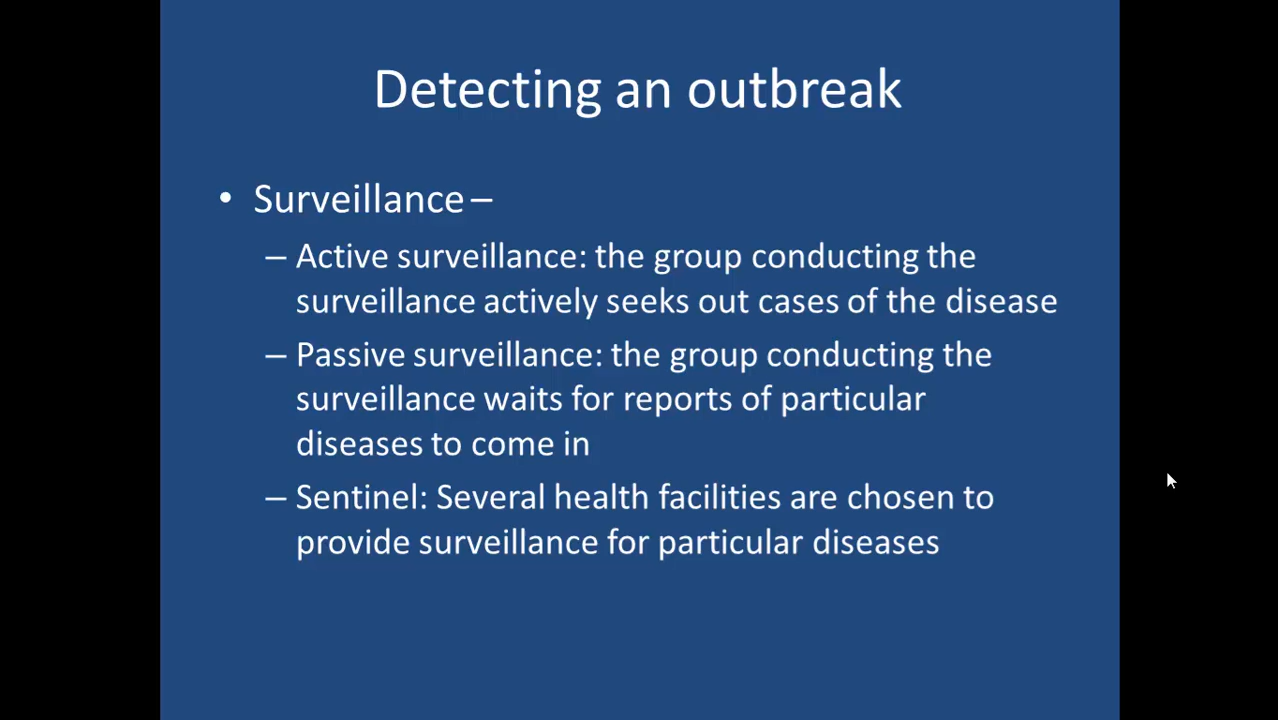 Detecting an outbreak
• Surveillance –
– Active surveillance: the group conducting the
surveillance actively seeks out cases of the disease
– Passive surveillance: the group conducting the
surveillance waits for reports of particular
diseases to come in
– Sentinel: Several health facilities are chosen to
provide surveillance for particular diseases